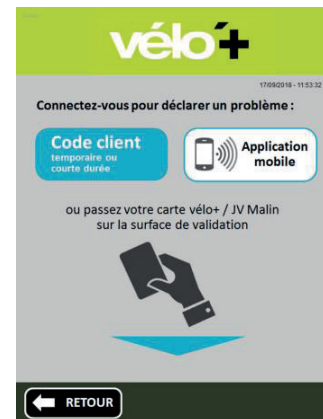 vélo'+
17/09/2018 - 11:53:32
Connectez-vous pour déclarer un problème :
Code client
temporaire ou
courte durée
Application
mobile
ou passez votre carte vélo+ / JV Malin
sur la surface de validation
RETOUR